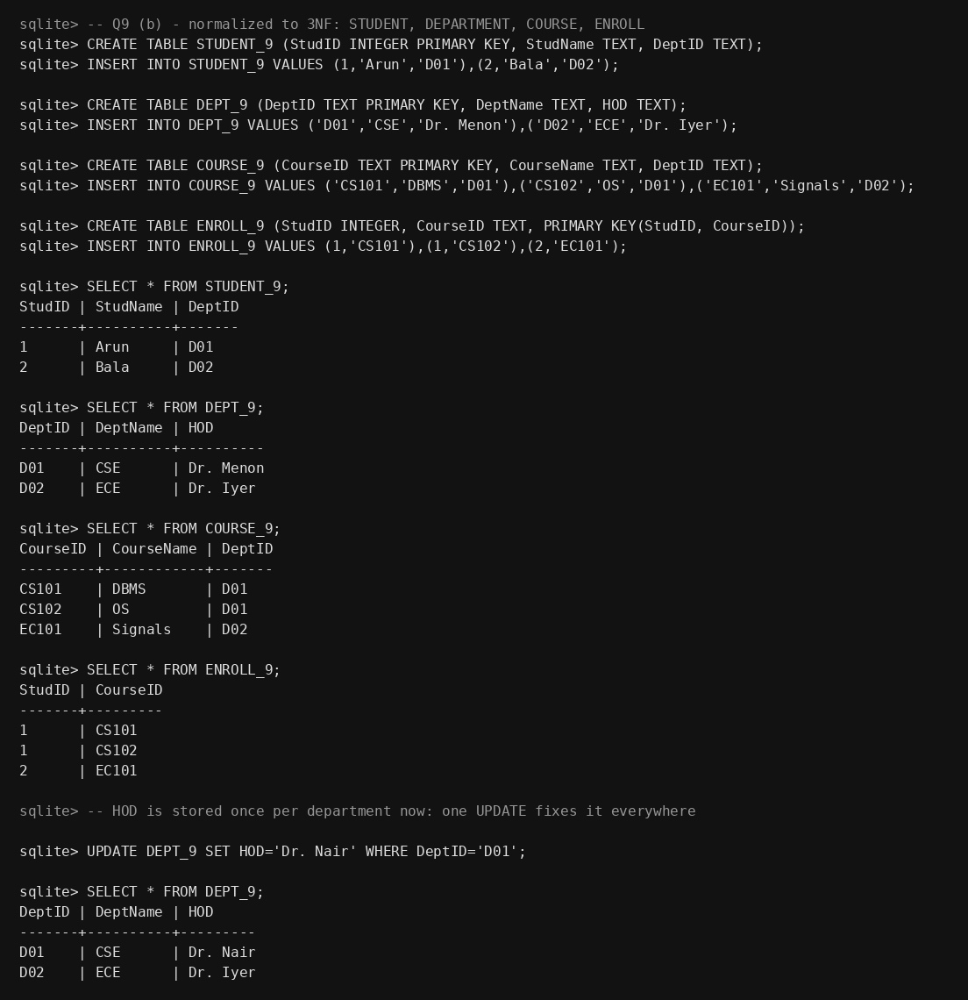 sqlite> -- Q9 (b) - normalized to 3NF: STUDENT, DEPARTMENT, COURSE, ENROLL
sqlite> CREATE TABLE STUDENT_9 (StudID INTEGER PRIMARY KEY, StudName TEXT, DeptID TEXT);
sqlite> INSERT INTO STUDENT_9 VALUES (1,'Arun','D01'),(2,'Bala','D02');

sqlite> CREATE TABLE DEPT_9 (DeptID TEXT PRIMARY KEY, DeptName TEXT, HOD TEXT);
sqlite> INSERT INTO DEPT_9 VALUES ('D01','CSE','Dr. Menon'),('D02','ECE','Dr. Iyer');

sqlite> CREATE TABLE COURSE_9 (CourseID TEXT PRIMARY KEY, CourseName TEXT, DeptID TEXT);
sqlite> INSERT INTO COURSE_9 VALUES ('CS101','DBMS','D01'),('CS102','OS','D01'),('EC101','Signals','D02');

sqlite> CREATE TABLE ENROLL_9 (StudID INTEGER, CourseID TEXT, PRIMARY KEY(StudID, CourseID));
sqlite> INSERT INTO ENROLL_9 VALUES (1,'CS101'),(1,'CS102'),(2,'EC101');

sqlite> SELECT * FROM STUDENT_9;
StudID | StudName | DeptID
-------+----------+-------
1      | Arun     | D01
2      | Bala     | D02

sqlite> SELECT * FROM DEPT_9;
DeptID | DeptName | HOD
-------+----------+----------
D01    | CSE      | Dr. Menon
D02    | ECE      | Dr. Iyer

sqlite> SELECT * FROM COURSE_9;
CourseID | CourseName | DeptID
---------+------------+-------
CS101    | DBMS       | D01
CS102    | OS         | D01
EC101    | Signals    | D02

sqlite> SELECT * FROM ENROLL_9;
StudID | CourseID
-------+---------
1      | CS101
1      | CS102
2      | EC101

sqlite> -- HOD is stored once per department now: one UPDATE fixes it everywhere

sqlite> UPDATE DEPT_9 SET HOD='Dr. Nair' WHERE DeptID='D01';

sqlite> SELECT * FROM DEPT_9;
DeptID | DeptName | HOD
-------+----------+---------
D01    | CSE      | Dr. Nair
D02    | ECE      | Dr. Iyer